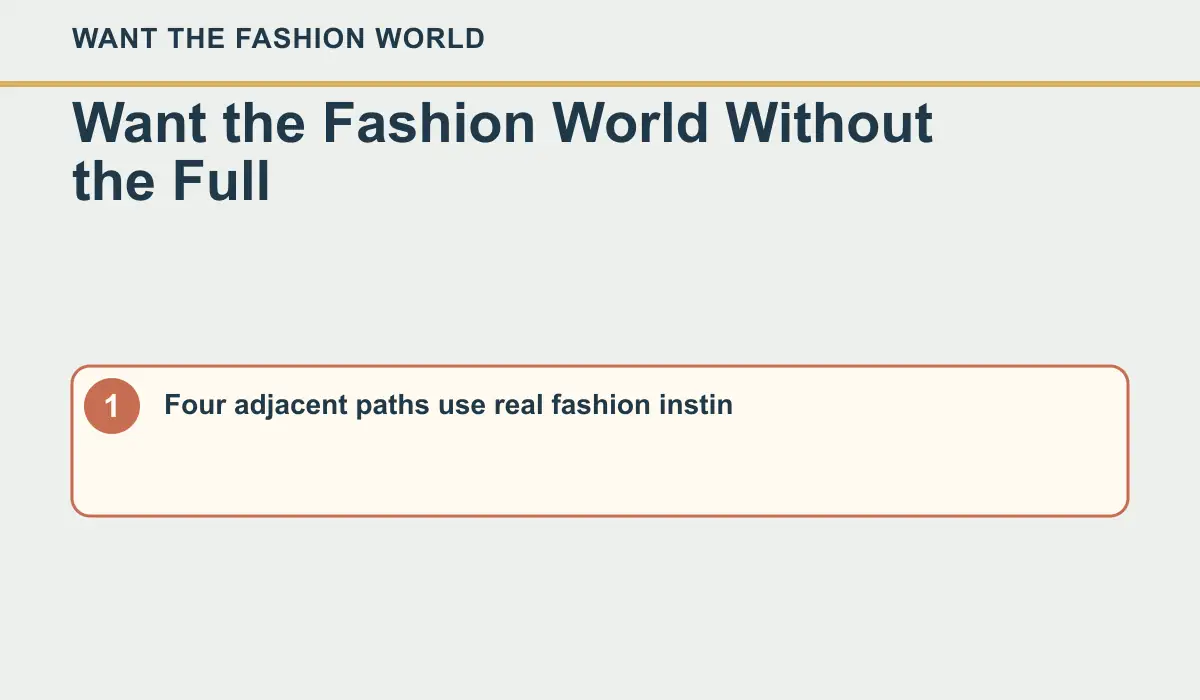 WANT THE FASHION WORLD
Want the Fashion World Without
the Full
1
Four adjacent paths use real fashion instin